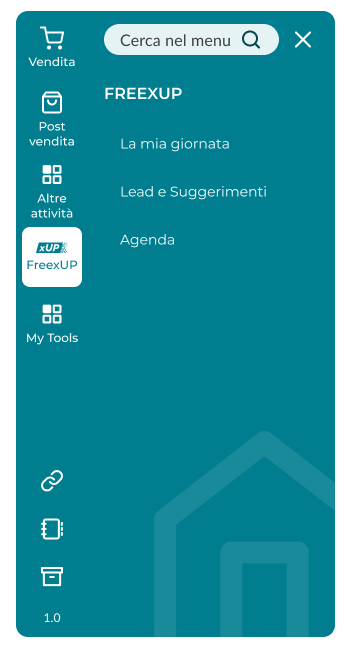 Cerca nel menu
Vendita
Post
vendita
Altre
attività
xUP
FreexUP
My Tools
1.0
FREEXUP
La mia giornata
Lead e Suggerimenti
Agenda